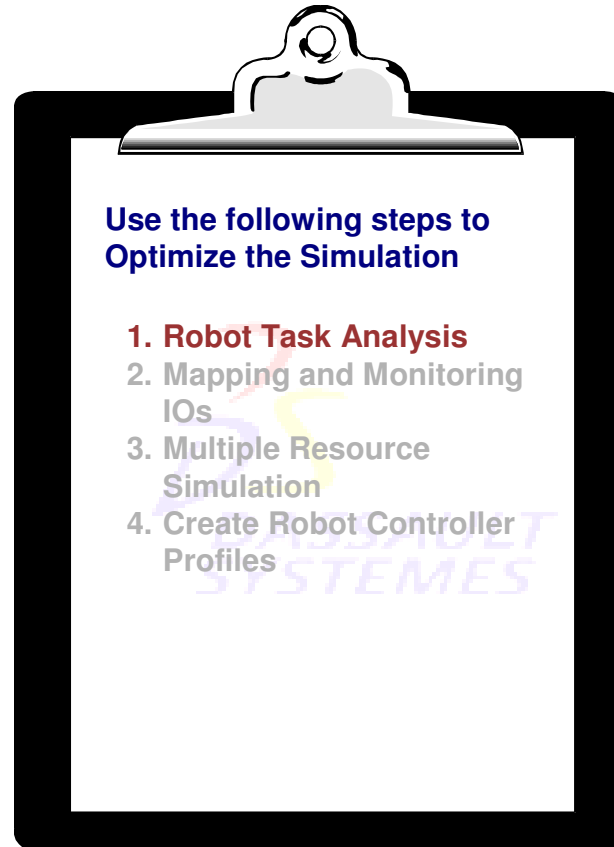 Use the following steps to
Optimize the Simulation
1. Robot Task Analysis
2. Mapping and Monitoring
IOs
3. Multiple Resource
Simulation
4. Create Robot Controller
Profiles
DASSAULT
SYSTEMES